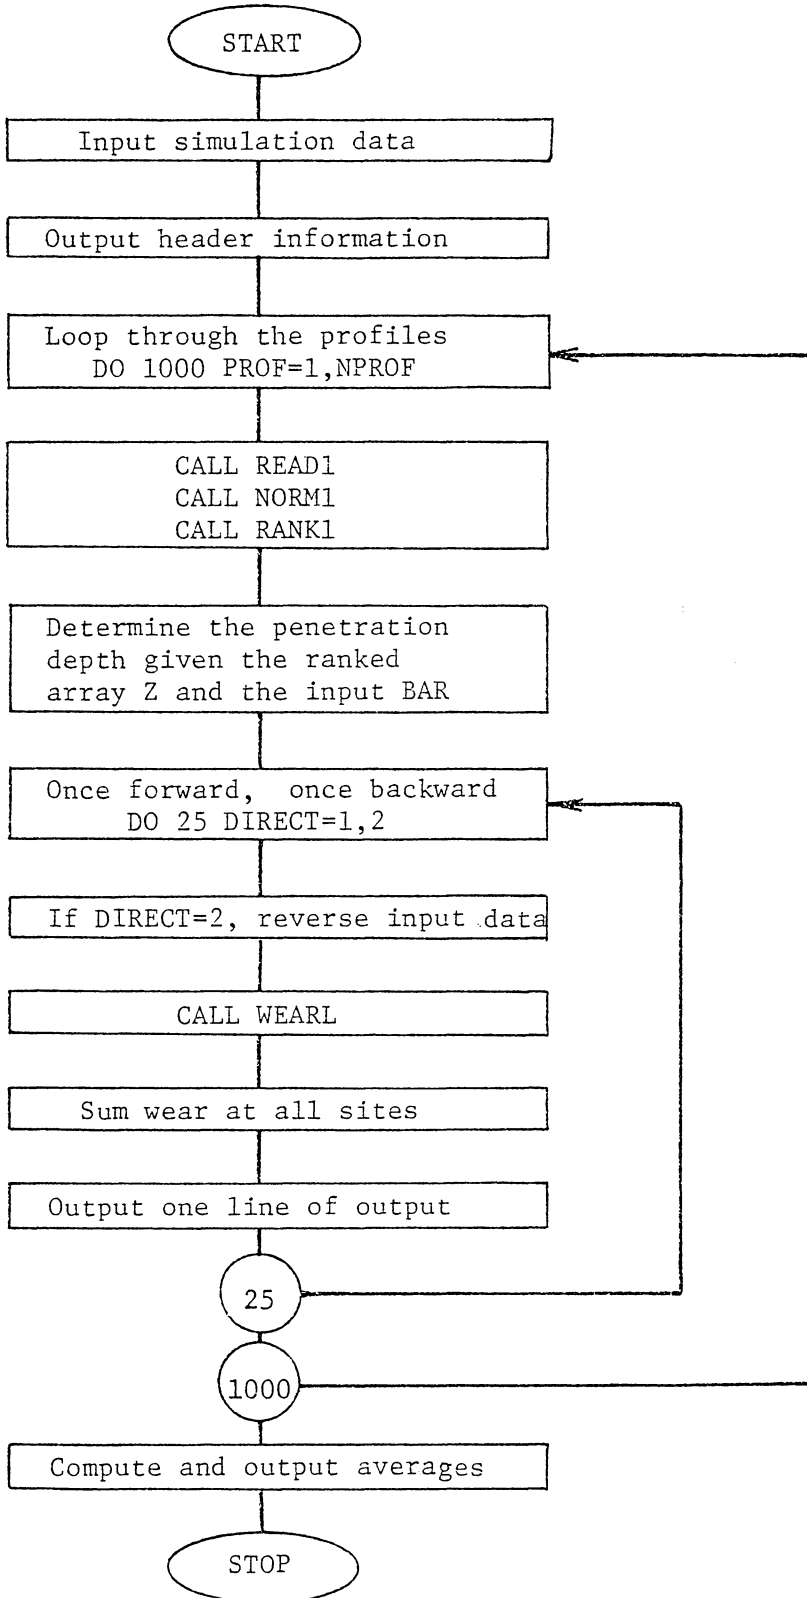 START
Input simulation data
Output header information
Loop through the profiles
DO 1000 PROF=1,NPROF
CALL READ1
CALL NORM1
CALL RANK1
Determine the penetration
depth given the ranked
array Z and the input BAR
Once forward, once backward
DO 25 DIRECT=1,2
If DIRECT=2, reverse input data
CALL WEARL
Sum wear at all sites
Output one line of output
25
1000
Compute and output averages
STOP